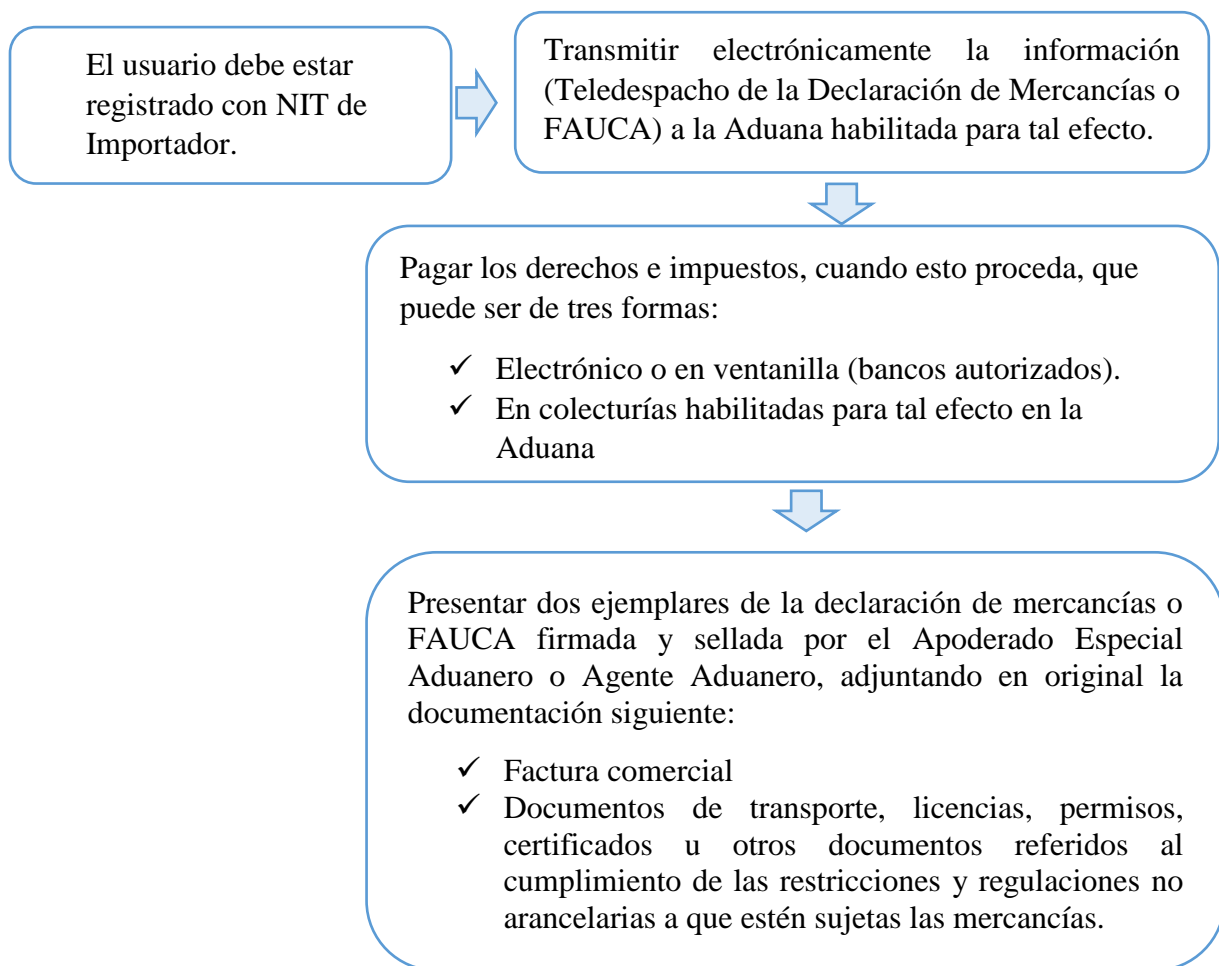 El usuario debe estar
registrado con NIT de
Importador.
Transmitir electrónicamente la información
(Teledespacho de la Declaración de Mercancías o
FAUCA) a la Aduana habilitada para tal efecto.
Pagar los derechos e impuestos, cuando esto proceda, que
puede ser de tres formas:
✓ Electrónico o en ventanilla (bancos autorizados).
✓ En colecturías habilitadas para tal efecto en la
Aduana
Presentar dos ejemplares de la declaración de mercancías o
FAUCA firmada y sellada por el Apoderado Especial
Aduanero o Agente Aduanero, adjuntando en original la
documentación siguiente:
✓ Factura comercial
✓ Documentos de transporte, licencias, permisos,
certificados u otros documentos referidos al
cumplimiento de las restricciones y regulaciones no
arancelarias a que estén sujetas las mercancías.